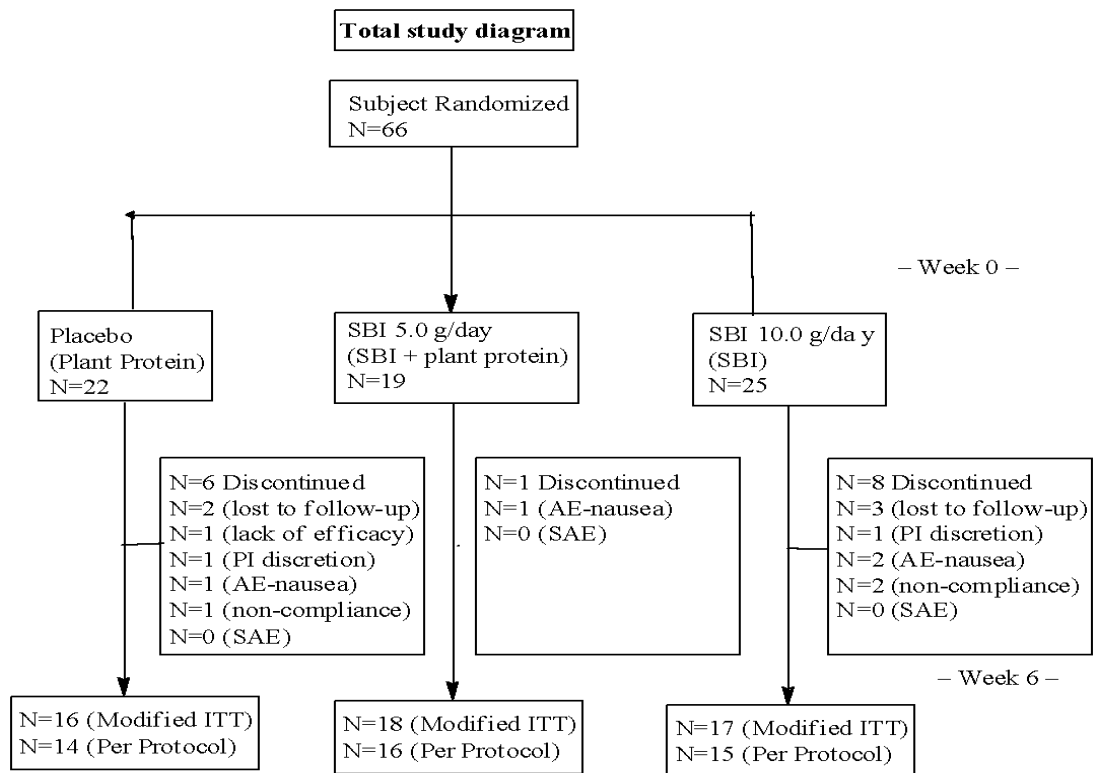 Total study diagram
Subject Randomized
N=66
– Week 0 –
Placebo
(Plant Protein)
N=22
SBI 5.0 g/day
(SBI + plant protein)
N=19
SBI 10.0 g/da y
(SBI)
N=25
N=6 Discontinued
N=2 (lost to follow-up)
N=1 (lack of efficacy)
N=1 (PI discretion)
N=1 (AE-nausea)
N=1 (non-compliance)
N=0 (SAE)
N=1 Discontinued
N=1 (AE-nausea)
N=0 (SAE)
N=8 Discontinued
N=3 (lost to follow-up)
N=1 (PI discretion)
N=2 (AE-nausea)
N=2 (non-compliance)
N=0 (SAE)
– Week 6 –
N=16 (Modified ITT)
N=14 (Per Protocol)
N=18 (Modified ITT)
N=16 (Per Protocol)
N=17 (Modified ITT)
N=15 (Per Protocol)